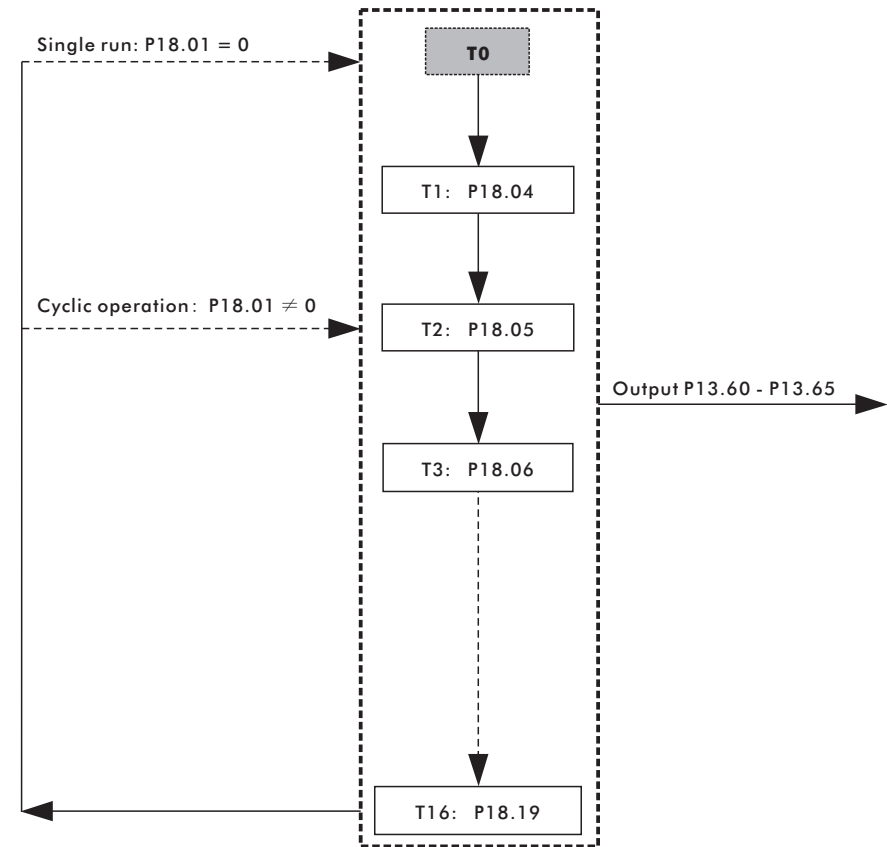 Single run: P18.01 = 0
T0
T1: P18.04
Cyclic operation: P18.01 ≠ 0
T2: P18.05
Output P13.60 - P13.65
T3: P18.06
T16: P18.19